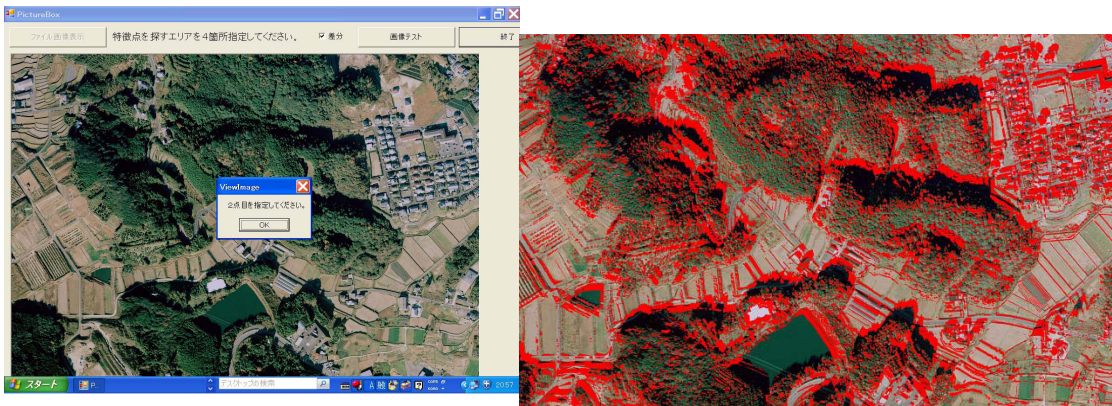 PictureBox
ファイル画像表示 特徴点を探すエリアを4箇所指定してください。 差分 画像テスト 終了
ViewImage
2点目を指定してください。
OK
スタート P.. デスクトップの検索 A 般 20:57